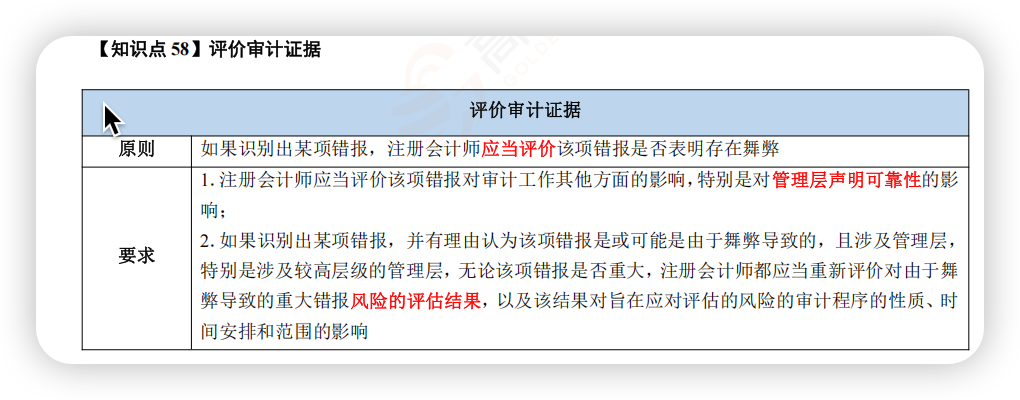 【知识点 58】评价审计证据
评价审计证据
原则
如果识别出某项错报，注册会计师应当评价该项错报是否表明存在舞弊
要求
1. 注册会计师应当评价该项错报对审计工作其他方面的影响，特别是对管理层声明可靠性的影
响；
2. 如果识别出某项错报，并有理由认为该项错报是或可能是由于舞弊导致的，且涉及管理层，
特别是涉及较高层级的管理层，无论该项错报是否重大，注册会计师都应当重新评价对由于舞
弊导致的重大错报风险的评估结果，以及该结果对旨在应对评估的风险的审计程序的性质、时
间安排和范围的影响